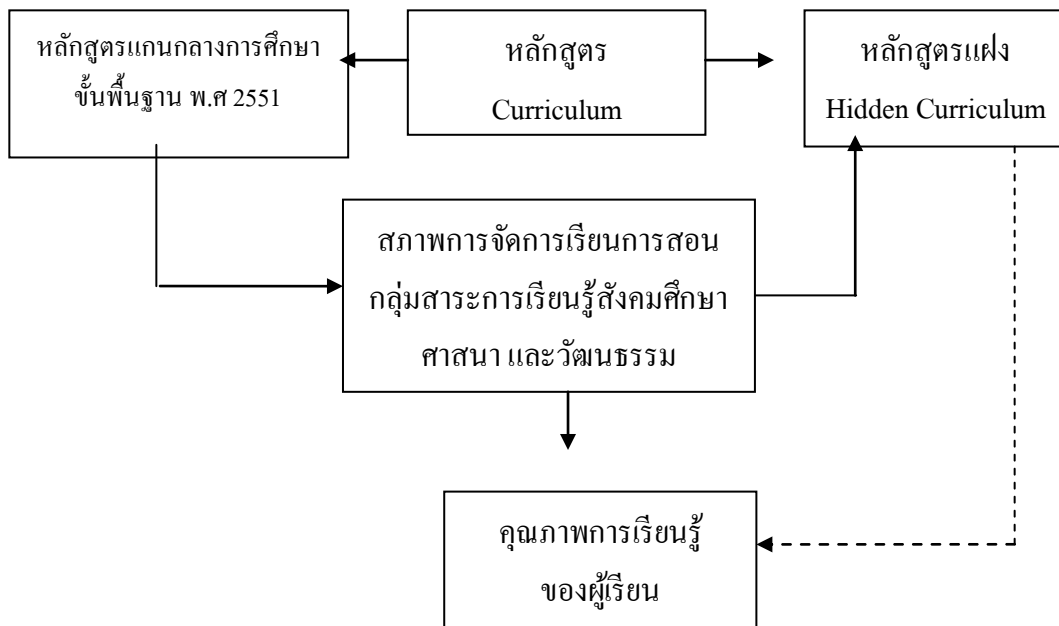 หลักสูตรแกนกลางการศึกษา
ขั้นพื้นฐาน พ.ศ 2551
หลักสูตร
Curriculum
หลักสูตรแฝง
Hidden Curriculum
สภาพการจัดการเรียนการสอน
กลุ่มสาระการเรียนรู้สังคมศึกษา
ศาสนา และวัฒนธรรม
คุณภาพการเรียนรู้
ของผู้เรียน